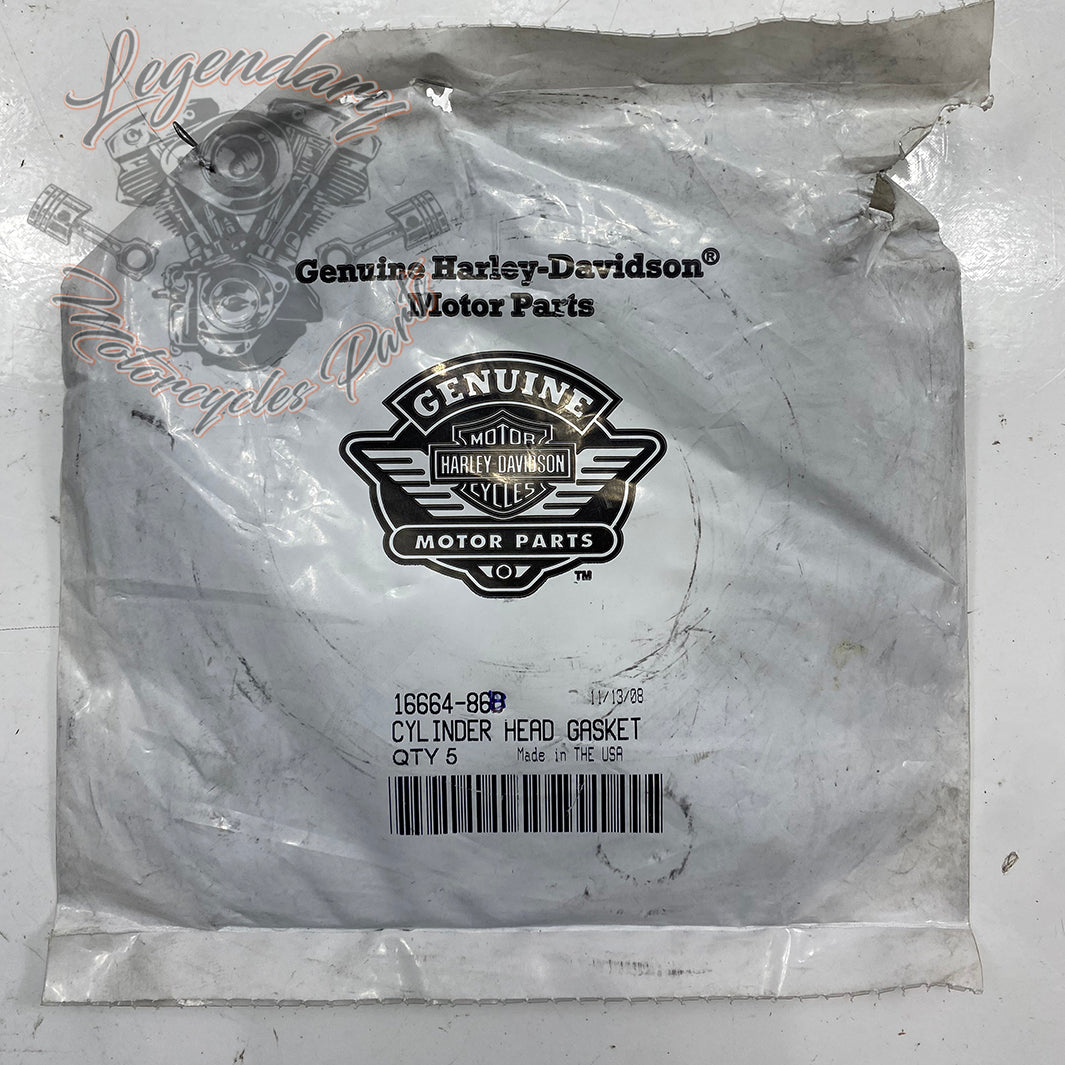 Legendary
Motorcycles Parts
Genuine Harley-Davidson®
Motor Parts
GENUINE
MOTOR
HARLEY-DAVIDSON
CYCLES
MOTOR PARTS
TM
16664-86B 11/13/08
CYLINDER HEAD GASKET
QTY 5 Made in THE USA